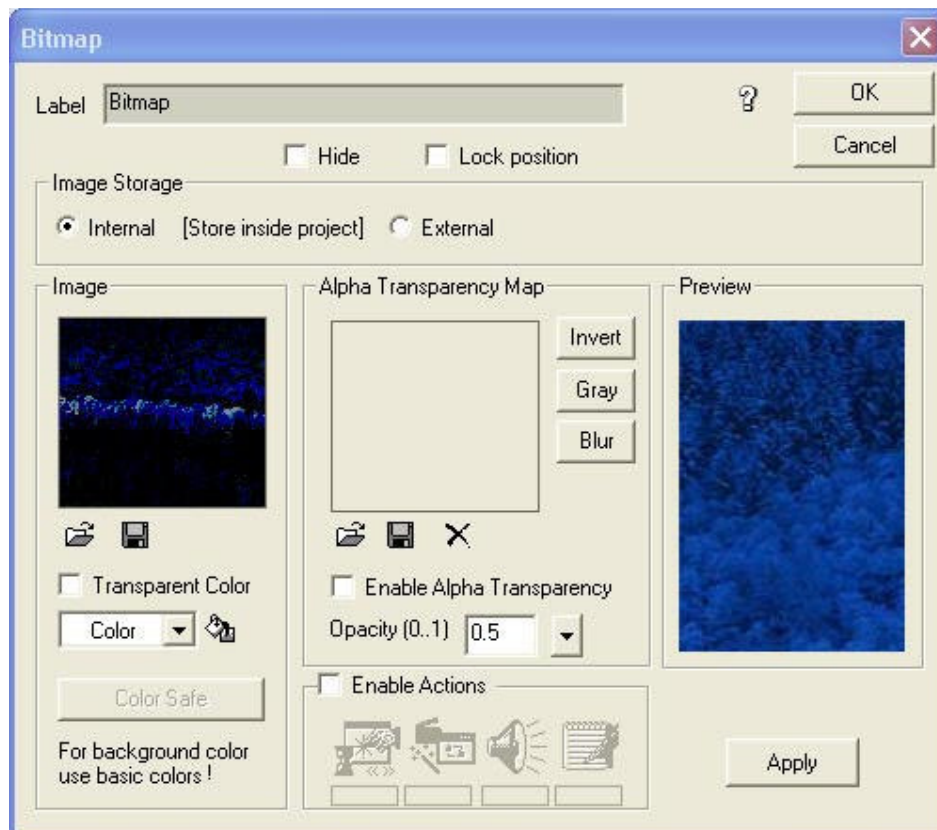 Bitmap
Label Bitmap ? OK
Cancel
Hide Lock position
Image Storage
Internal [Store inside project] External
Image
Alpha Transparency Map
Preview
Invert
Gray
Blur
Transparent Color
Enable Alpha Transparency
Color
Opacity (0..1) 0.5
Color Safe
Enable Actions
For background color
use basic colors !
Apply